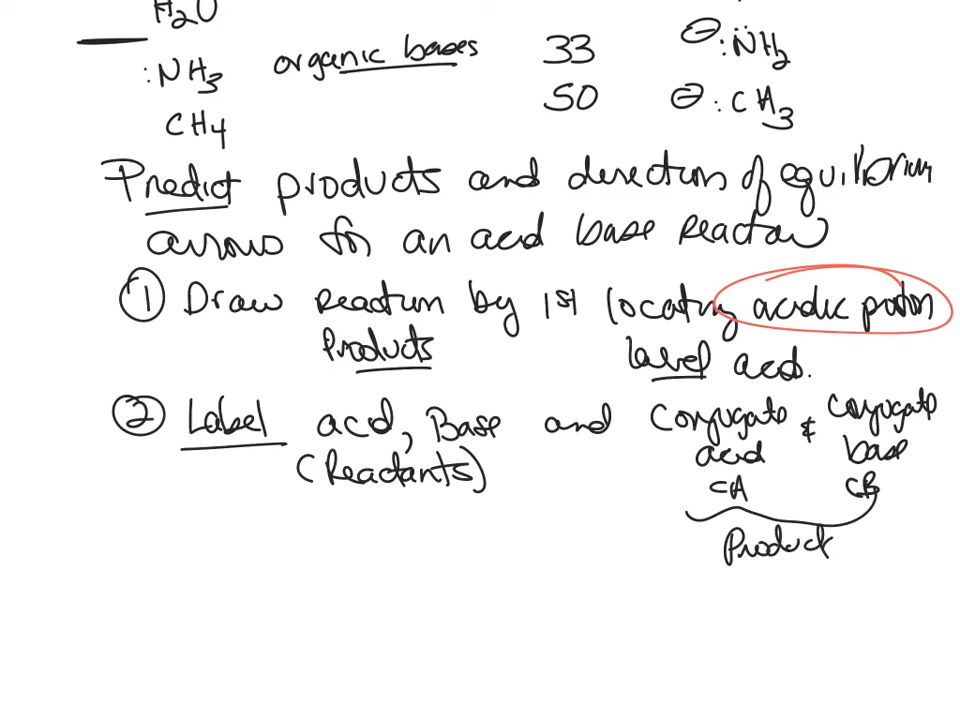 H2O
:NH3 organic bases 33 ⊖:N̈H2
CH4 50 ⊖:CH3
Predict products and direction of equilibrium
arrows for an acid base reaction
① Draw reaction by 1st locating acidic proton
Products label acid.
② Label acid, Base and Conjugate & Conjugate
(Reactants) acid base
CA CB
Product